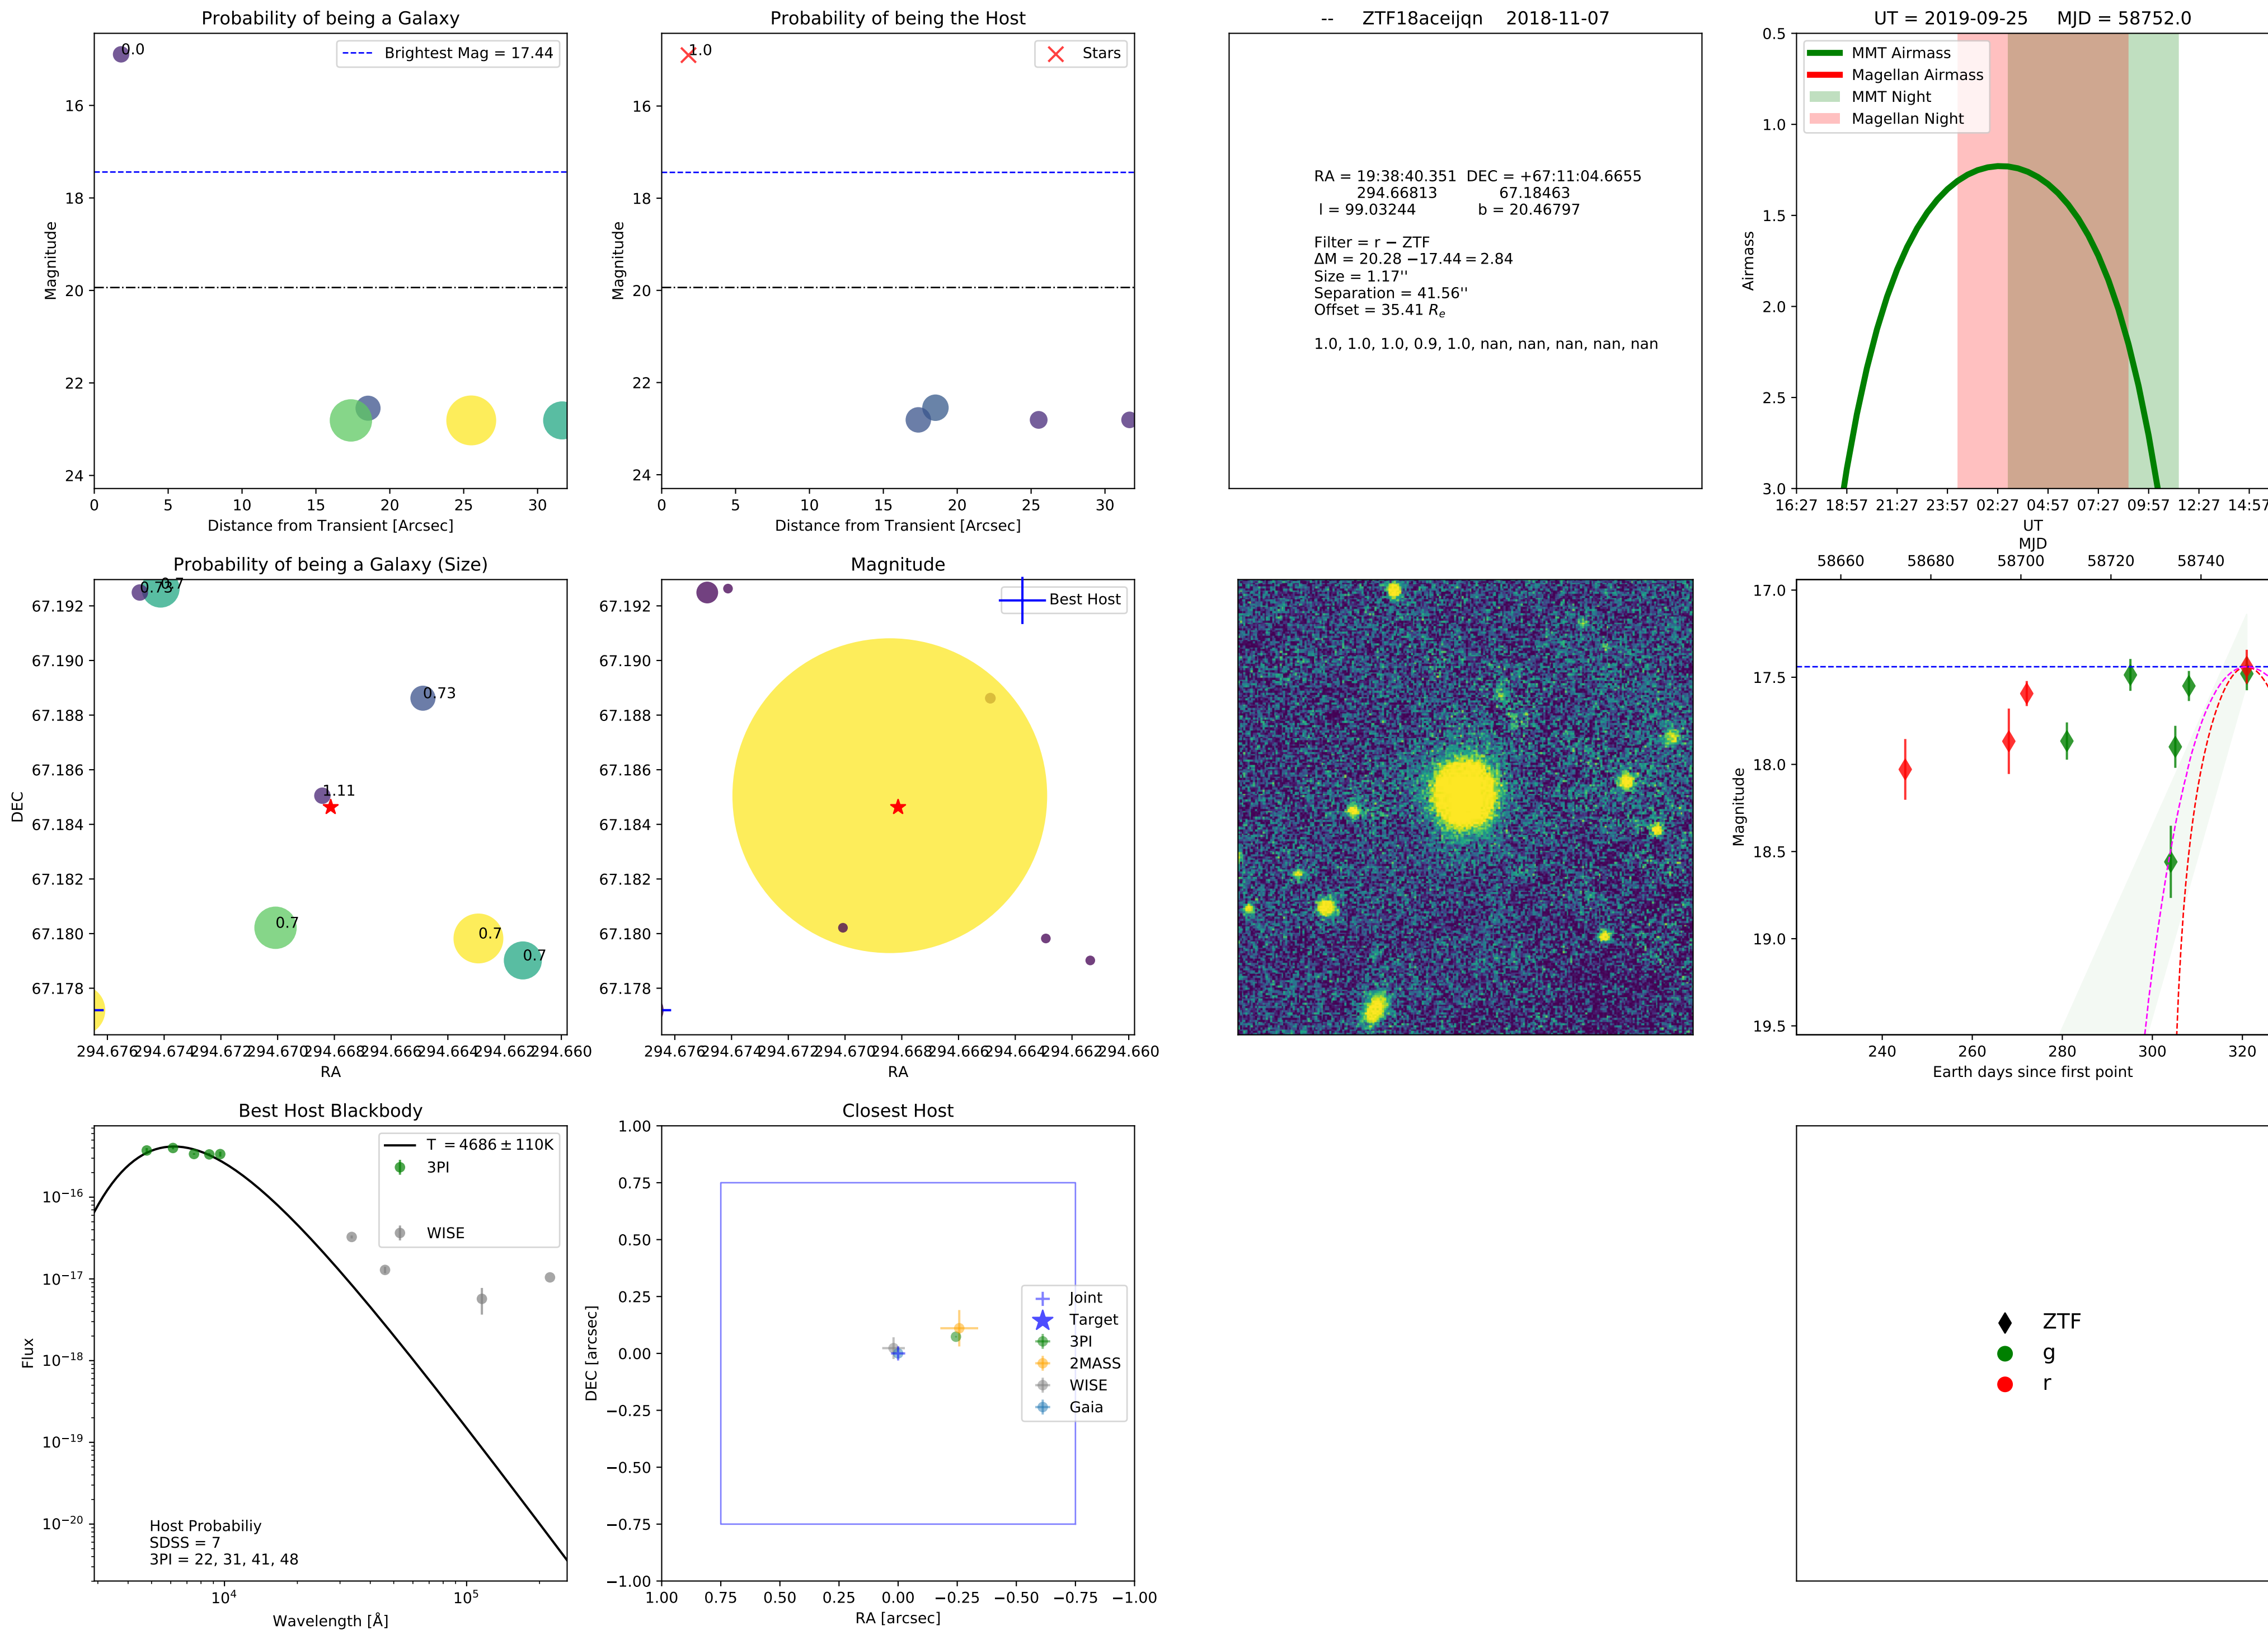 Probability of being a Galaxy
0.0
Brightest Mag = 17.44
16
18
20
22
24
Magnitude
0 5 10 15 20 25 30
Distance from Transient [Arcsec]
Probability of being the Host
1.0
Stars
16
18
20
22
24
Magnitude
0 5 10 15 20 25 30
Distance from Transient [Arcsec]
-- ZTF18aceijqn 2018-11-07
RA = 19:38:40.351 DEC = +67:11:04.6655
294.66813 67.18463
l = 99.03244 b = 20.46797
Filter = r − ZTF
ΔM = 20.28 −17.44 = 2.84
Size = 1.17''
Separation = 41.56''
Offset = 35.41 Re
1.0, 1.0, 1.0, 0.9, 1.0, nan, nan, nan, nan, nan
UT = 2019-09-25 MJD = 58752.0
MMT Airmass
Magellan Airmass
MMT Night
Magellan Night
0.5
1.0
1.5
2.0
2.5
3.0
Airmass
16:27 18:57 21:27 23:57 02:27 04:57 07:27 09:57 12:27 14:57
UT
Probability of being a Galaxy (Size)
0.73
0.7
0.73
1.11
0.7
0.7
0.7
67.192
67.190
67.188
67.186
67.184
67.182
67.180
67.178
DEC
294.676 294.674 294.672 294.670 294.668 294.666 294.664 294.662 294.660
RA
Magnitude
Best Host
67.192
67.190
67.188
67.186
67.184
67.182
67.180
67.178
294.676 294.674 294.672 294.670 294.668 294.666 294.664 294.662 294.660
RA
MJD
58660 58680 58700 58720 58740
17.0
17.5
18.0
18.5
19.0
19.5
Magnitude
240 260 280 300 320
Earth days since first point
Best Host Blackbody
T = 4686 ± 110K
3PI
WISE
10−16
10−17
10−18
10−19
10−20
Flux
Host Probabiliy
SDSS = 7
3PI = 22, 31, 41, 48
104 105
Wavelength [Å]
Closest Host
1.00
0.75
0.50
0.25
0.00
−0.25
−0.50
−0.75
−1.00
DEC [arcsec]
Joint
Target
3PI
2MASS
WISE
Gaia
1.00 0.75 0.50 0.25 0.00 −0.25 −0.50 −0.75 −1.00
RA [arcsec]
ZTF
g
r